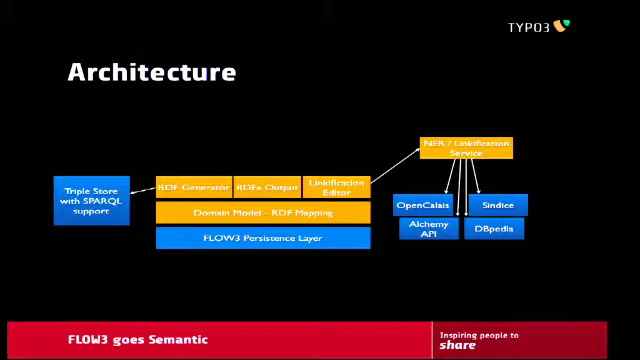 TYPO3
Architecture
NER / Linkification
Service
Triple Store
with SPARQL
support
RDF Generator
RDFa Output
Linkification
Editor
OpenCalais
Sindice
Domain Model - RDF Mapping
Alchemy
API
DBpedia
FLOW3 Persistence Layer
FLOW3 goes Semantic
Inspiring people to
share